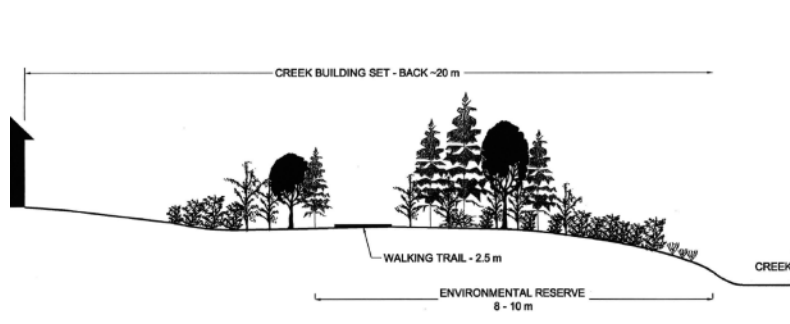 CREEK BUILDING SET - BACK ~20 m
WALKING TRAIL - 2.5 m
CREEK
ENVIRONMENTAL RESERVE
8 - 10 m